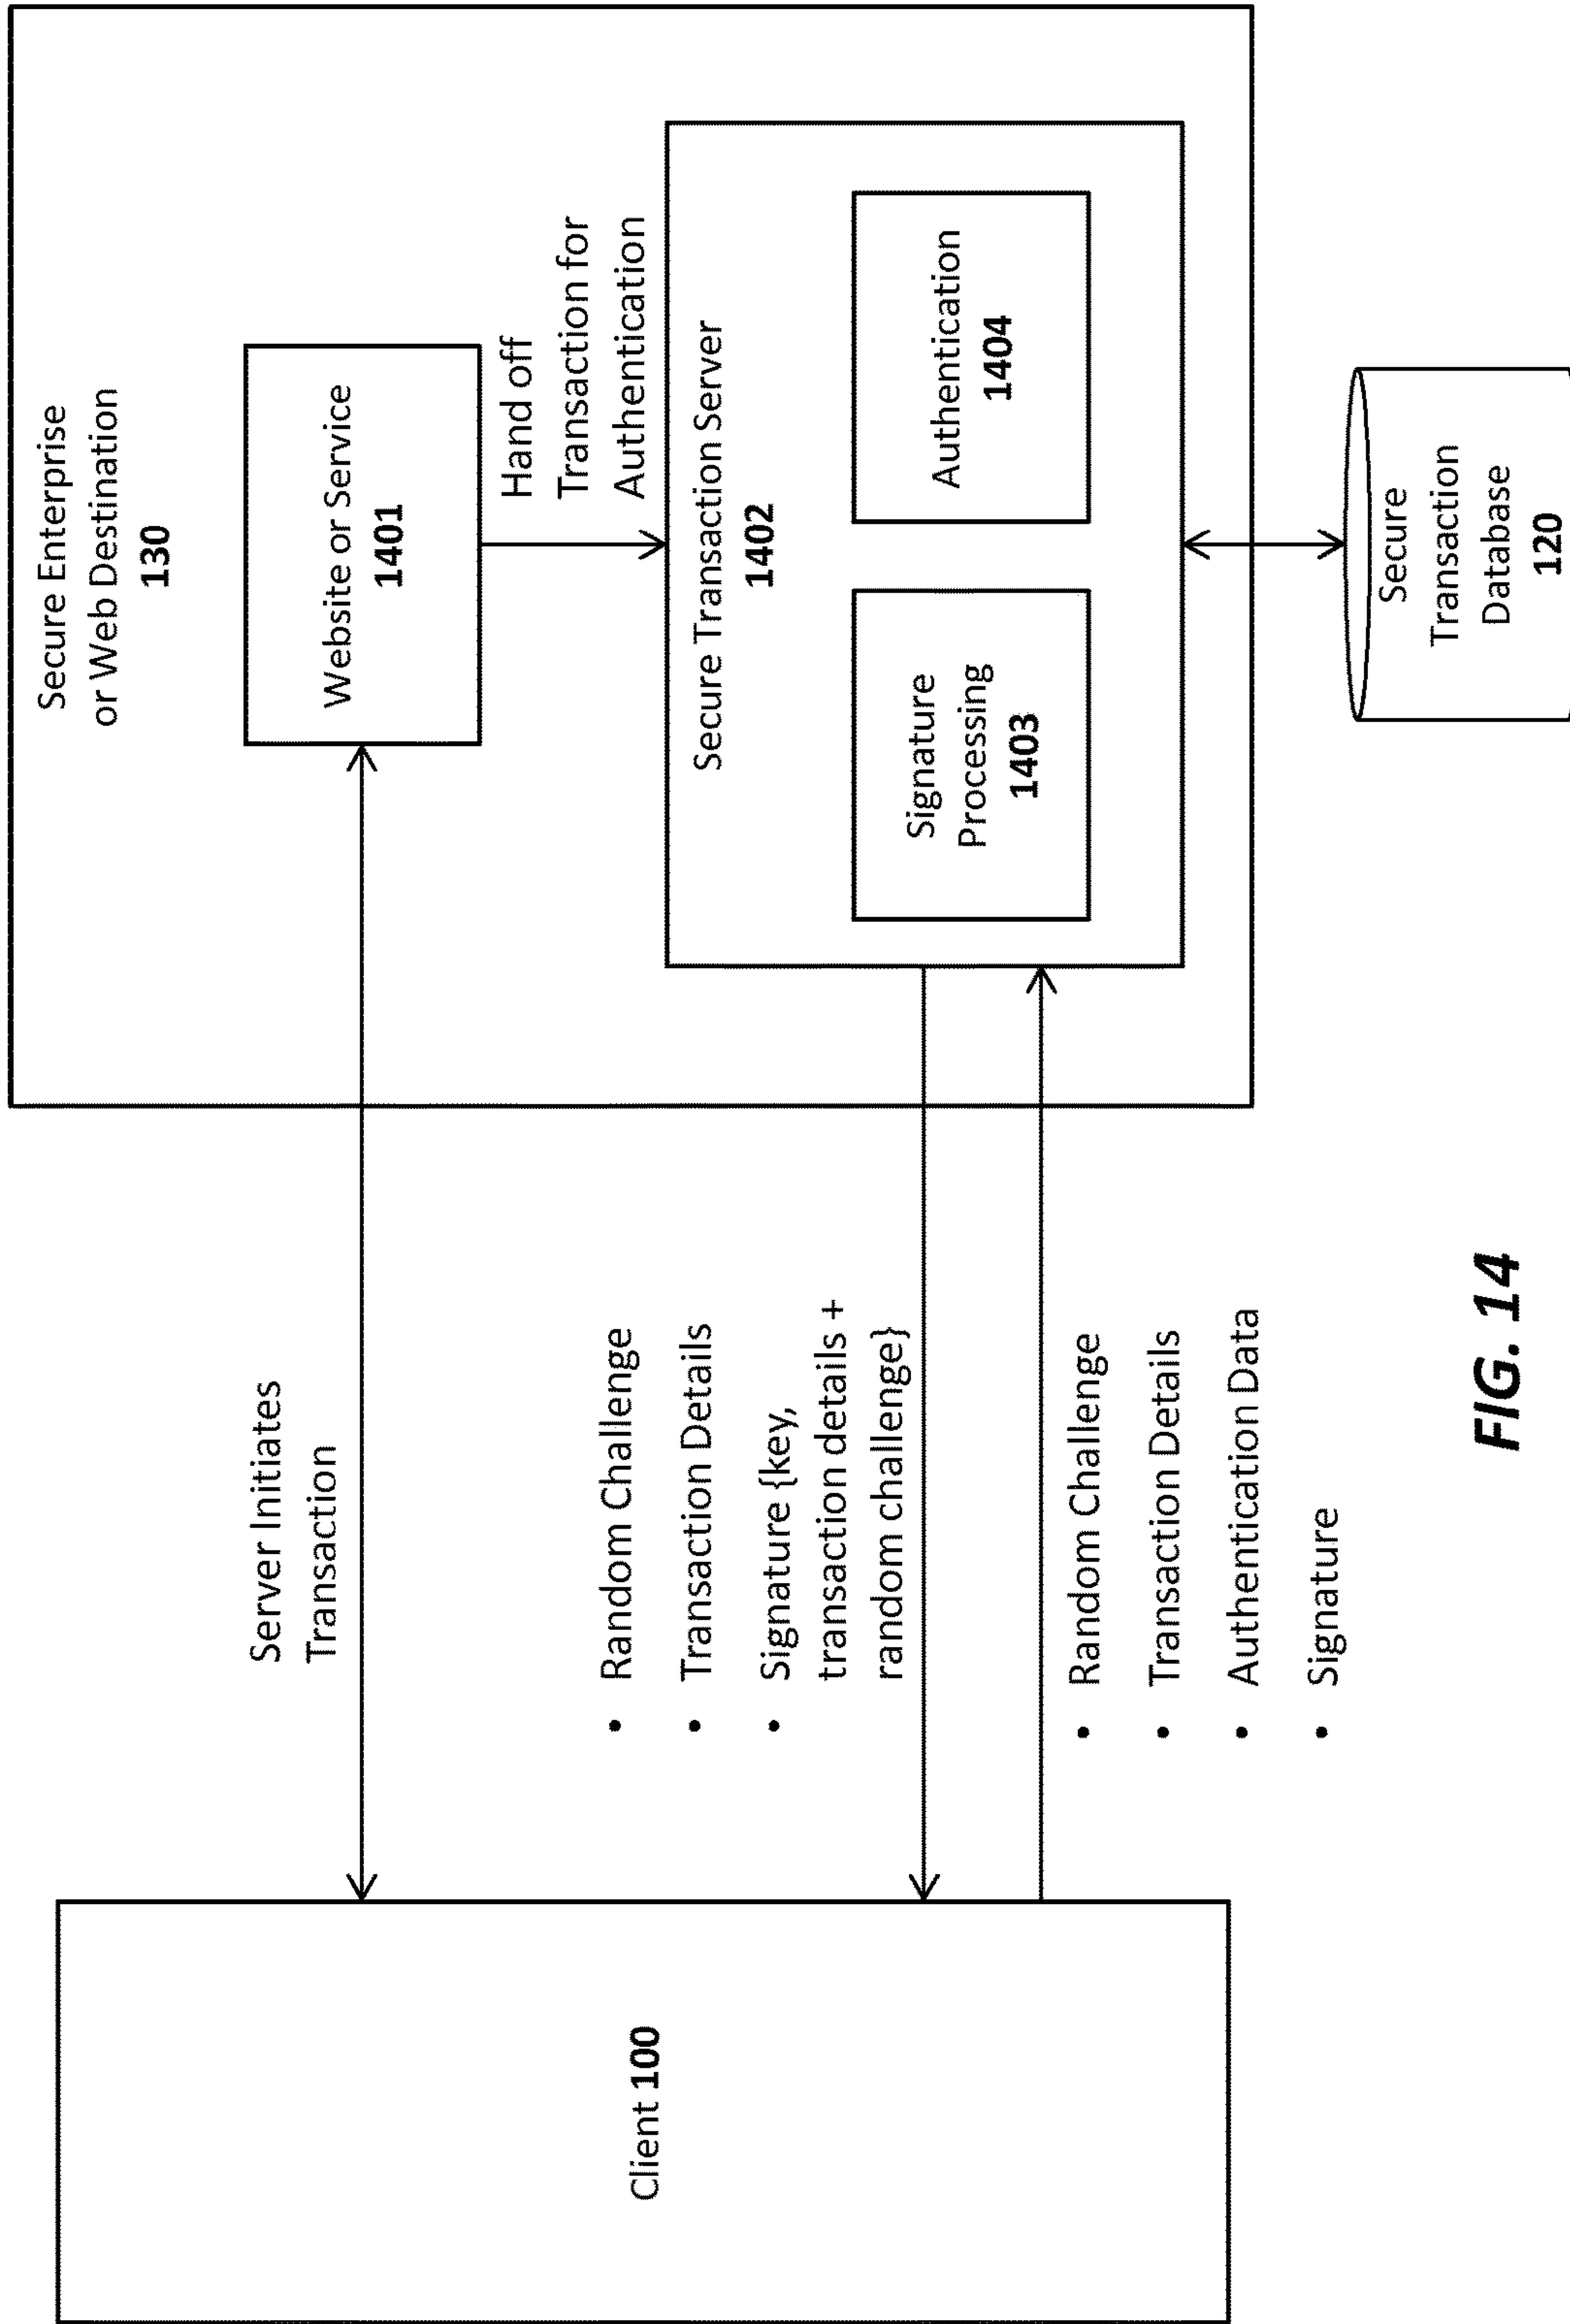 Secure Enterprise
or Web Destination
130
Website or Service
1401
Hand off
Transaction for
Authentication
Secure Transaction Server
1402
Signature
Processing
1403
Authentication
1404
Secure
Transaction
Database
120
Server Initiates
Transaction
• Random Challenge
• Transaction Details
• Signature {key,
transaction details +
random challenge}
• Random Challenge
• Transaction Details
• Authentication Data
• Signature
Client 100
FIG. 14